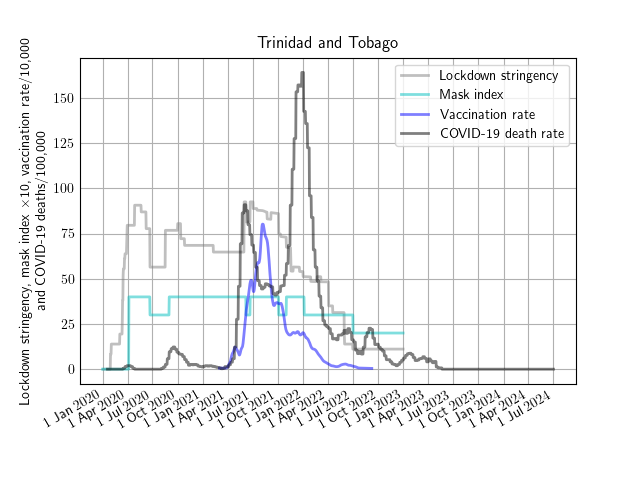 Trinidad and Tobago
Lockdown stringency, mask index ×10, vaccination rate/10,000
and COVID-19 deaths/100,000
Lockdown stringency
Mask index
Vaccination rate
COVID-19 death rate
150
125
100
75
50
25
0
1 Jan 2020
1 Apr 2020
1 Jul 2020
1 Oct 2020
1 Jan 2021
1 Apr 2021
1 Jul 2021
1 Oct 2021
1 Jan 2022
1 Apr 2022
1 Jul 2022
1 Oct 2022
1 Jan 2023
1 Apr 2023
1 Jul 2023
1 Oct 2023
1 Jan 2024
1 Apr 2024
1 Jul 2024